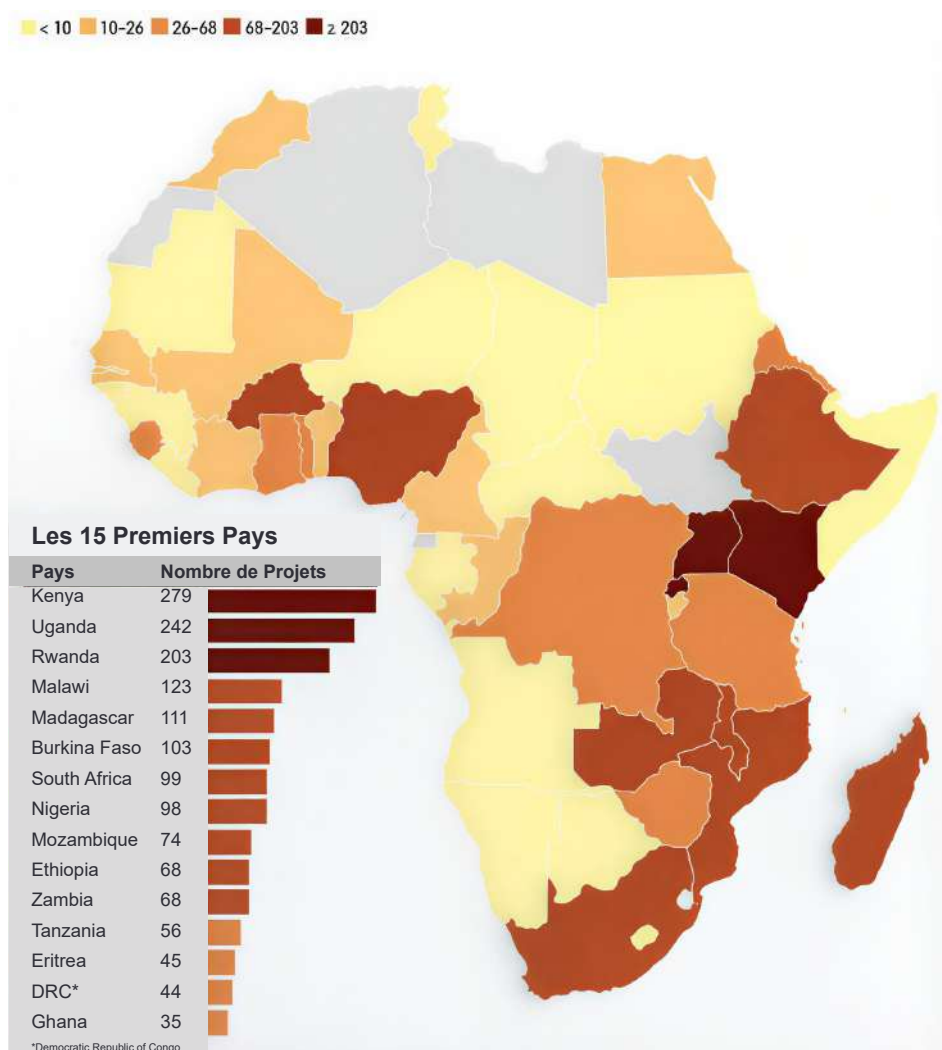 < 10 10-26 26-68 68-203 ≥ 203
Les 15 Premiers Pays
Pays Nombre de Projets
Kenya 279
Uganda 242
Rwanda 203
Malawi 123
Madagascar 111
Burkina Faso 103
South Africa 99
Nigeria 98
Mozambique 74
Ethiopia 68
Zambia 68
Tanzania 56
Eritrea 45
DRC* 44
Ghana 35
*Democratic Republic of Congo